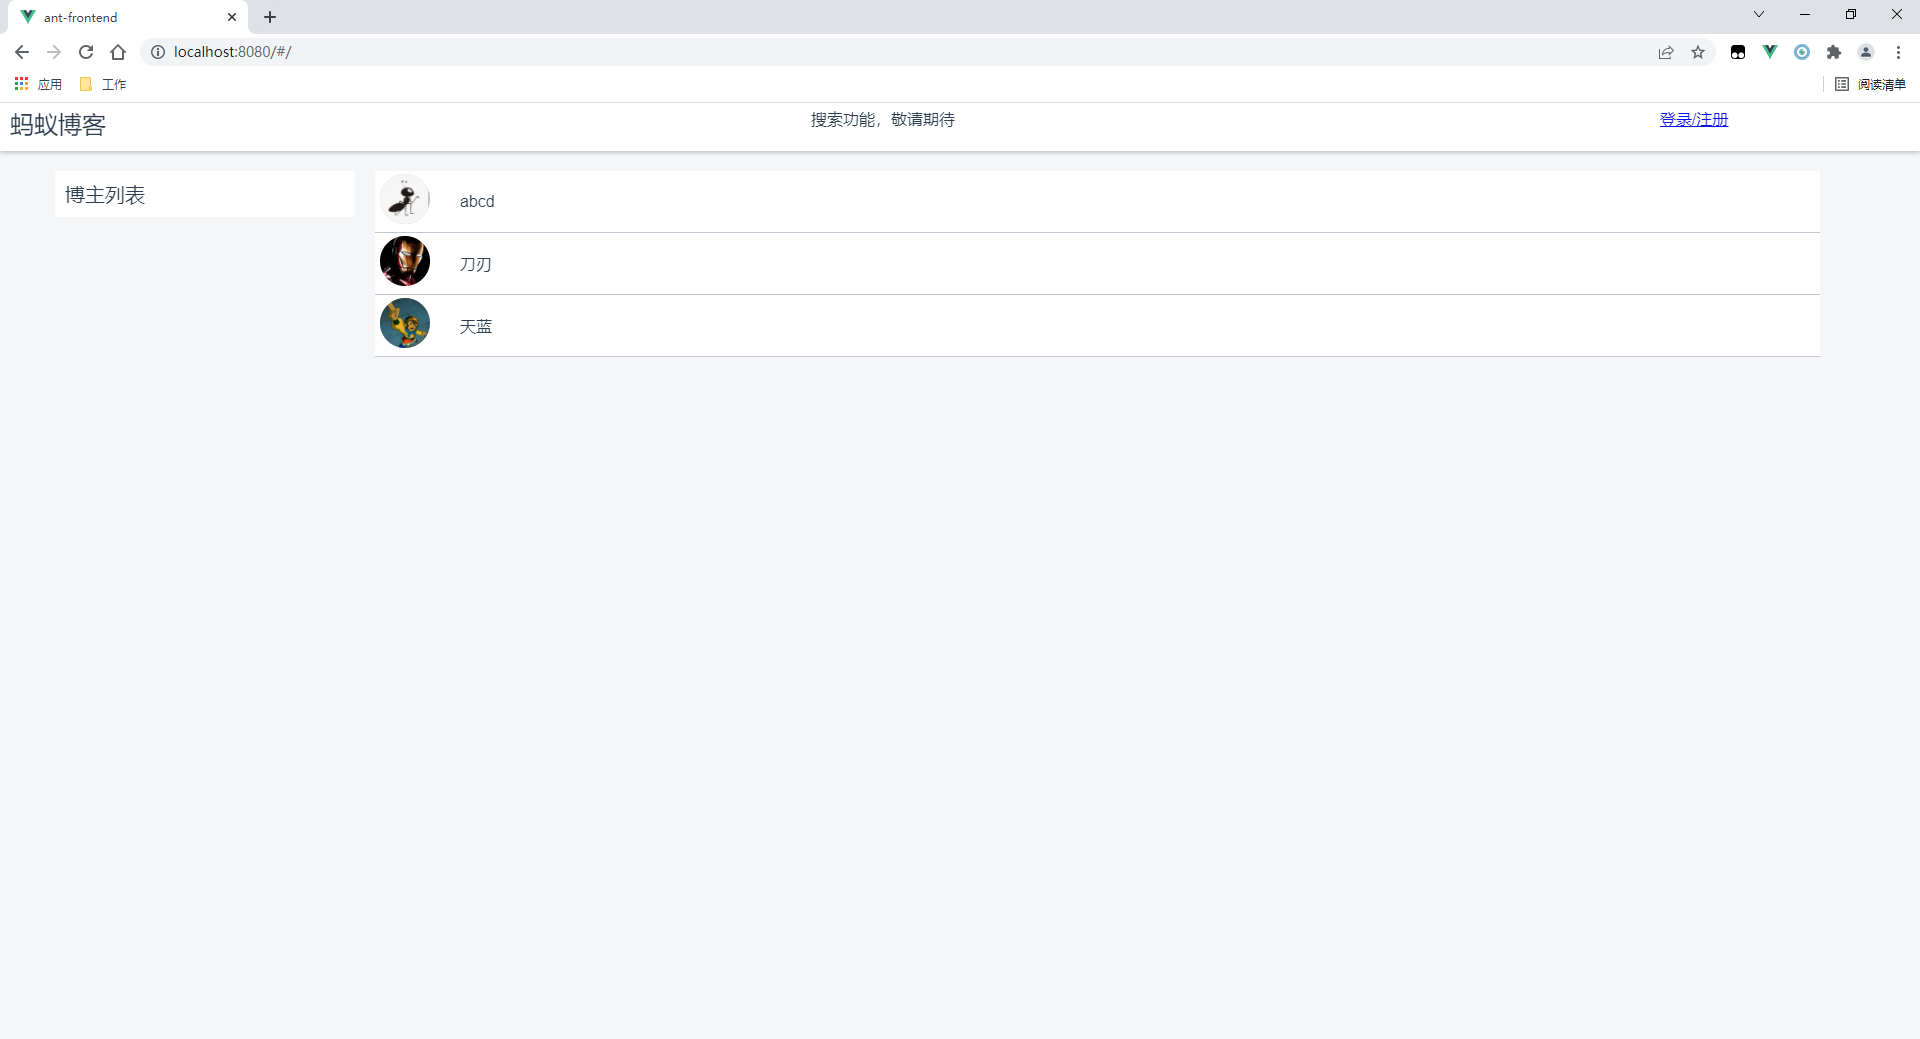 ant-frontend
localhost:8080/#/
应用
工作
阅读清单
蚂蚁博客
搜索功能，敬请期待
登录/注册
博主列表
abcd
刀刃
天蓝